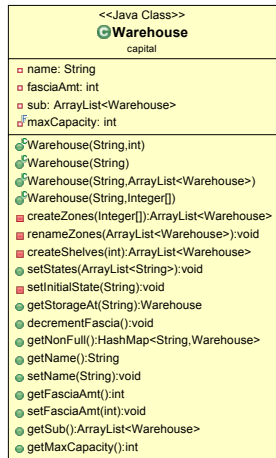 <<Java Class>>
Warehouse
capital
name: String
fasciaAmt: int
sub: ArrayList<Warehouse>
maxCapacity: int
Warehouse(String,int)
Warehouse(String)
Warehouse(String,ArrayList<Warehouse>)
Warehouse(String,Integer[])
createZones(Integer[]):ArrayList<Warehouse>
renameZones(ArrayList<Warehouse>):void
createShelves(int):ArrayList<Warehouse>
setStates(ArrayList<String>):void
setInitialState(String):void
getStorageAt(String):Warehouse
decrementFascia():void
getNonFull():HashMap<String,Warehouse>
getName():String
setName(String):void
getFasciaAmt():int
setFasciaAmt(int):void
getSub():ArrayList<Warehouse>
getMaxCapacity():int